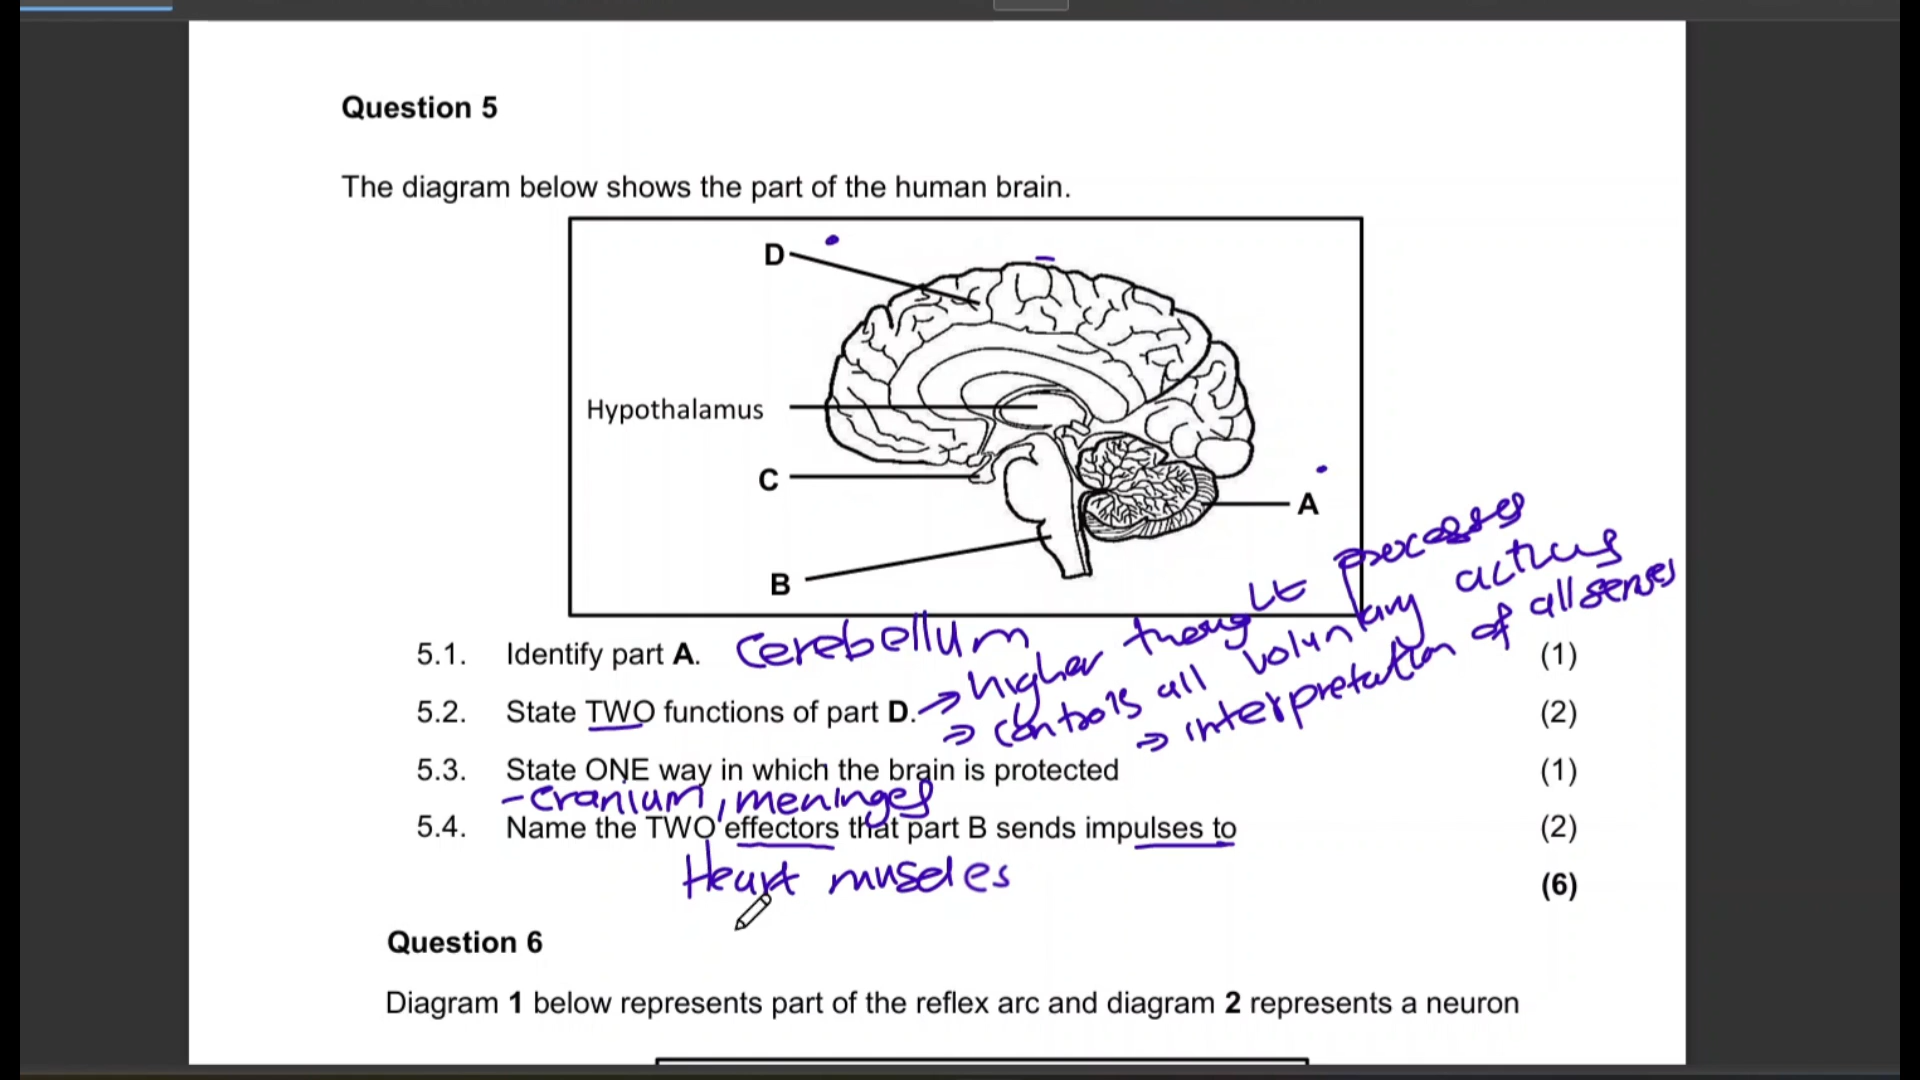 Question 5
The diagram below shows the part of the human brain.
D
Hypothalamus
C
A
B
5.1. Identify part A. Cerebellum (1)
5.2. State TWO functions of part D. (2)
→ higher thought processes
→ controls all voluntary actions
→ interpretation of all senses
5.3. State ONE way in which the brain is protected (1)
- cranium, meninges
5.4. Name the TWO effectors that part B sends impulses to (2)
Heart muscles
(6)
Question 6
Diagram 1 below represents part of the reflex arc and diagram 2 represents a neuron